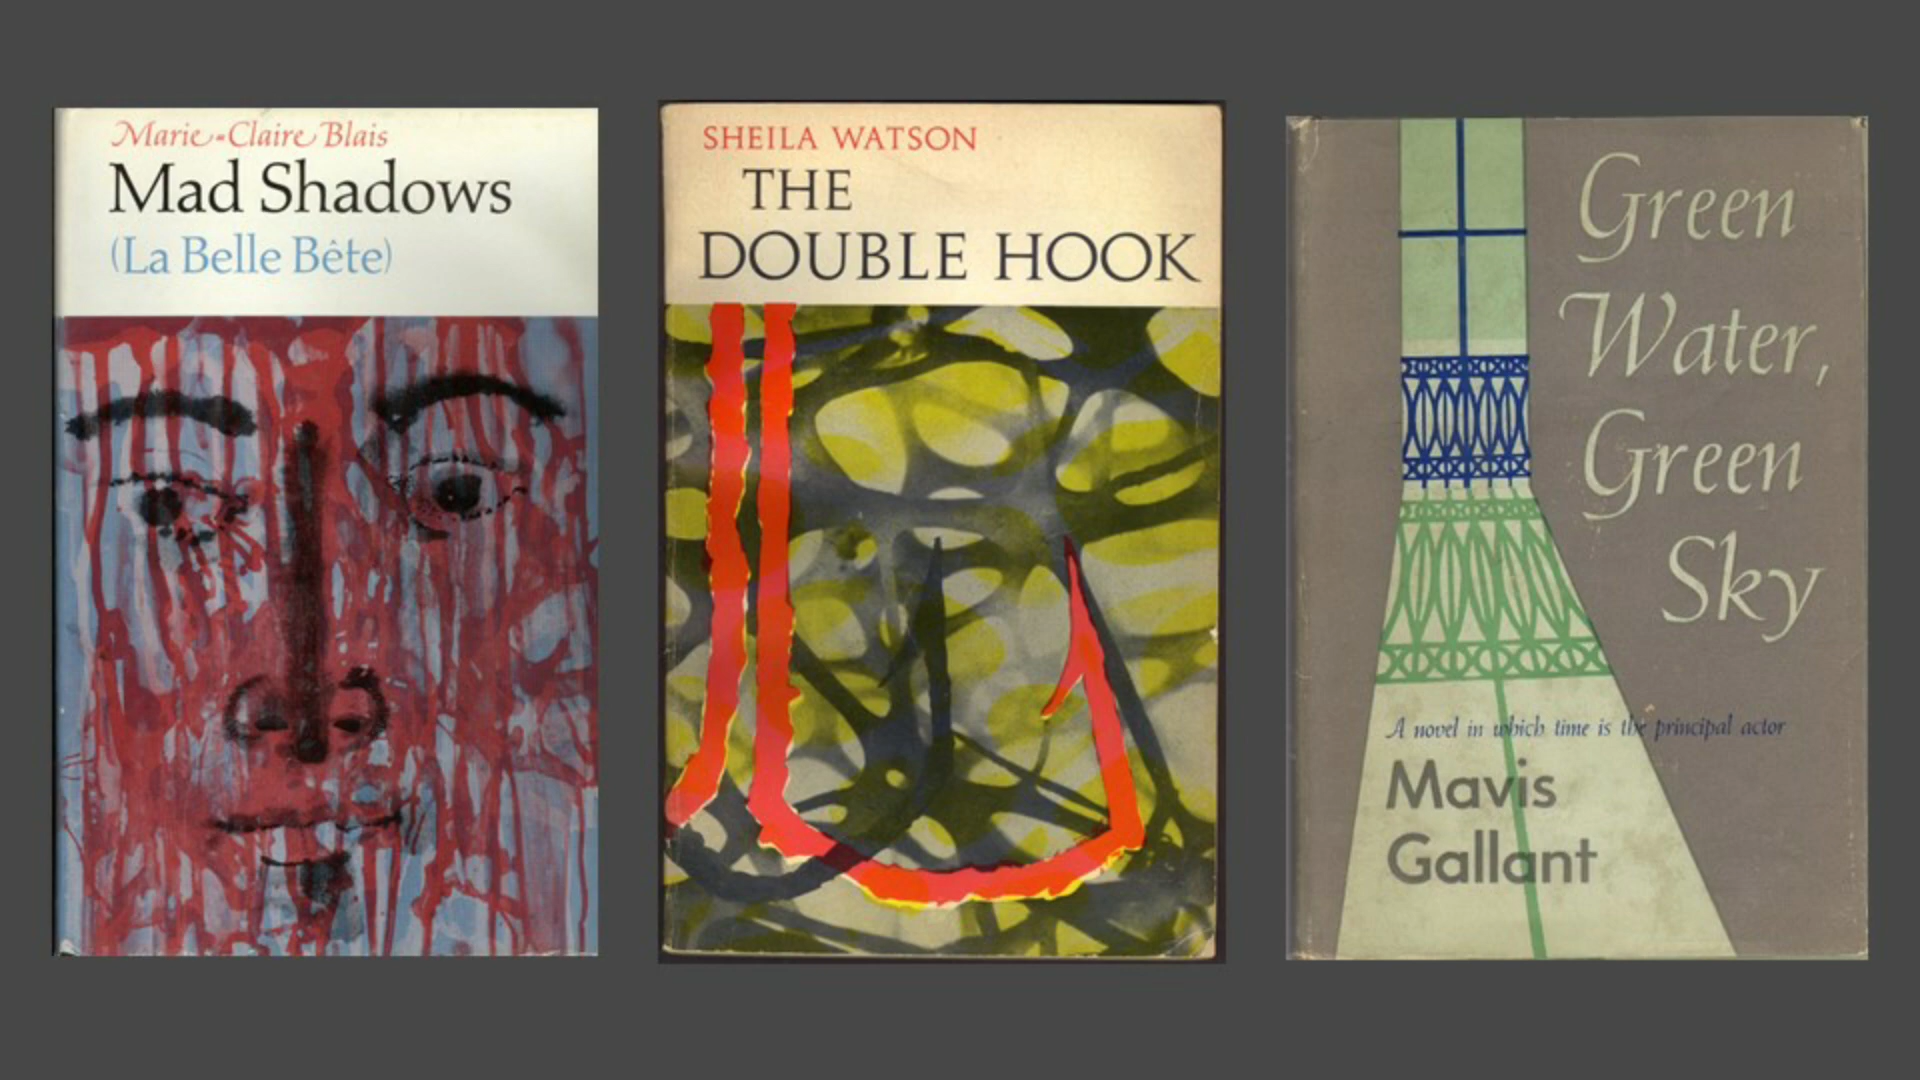 Marie-Claire Blais
Mad Shadows
(La Belle Bête)
SHEILA WATSON
THE
DOUBLE HOOK
Green
Water,
Green
Sky
A novel in which time is the principal actor
Mavis
Gallant